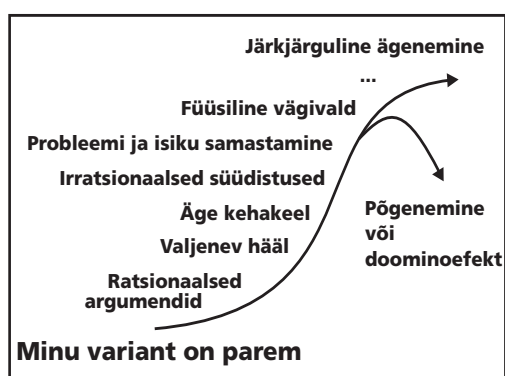 Järkjärguline ägenemine
...
Füüsiline vägivald
Probleemi ja isiku samastamine
Irratsionaalsed süüdistused
Äge kehakeel
Valjenev hääl
Ratsionaalsed
argumendid
Põgenemine
või
doominoefekt
Minu variant on parem